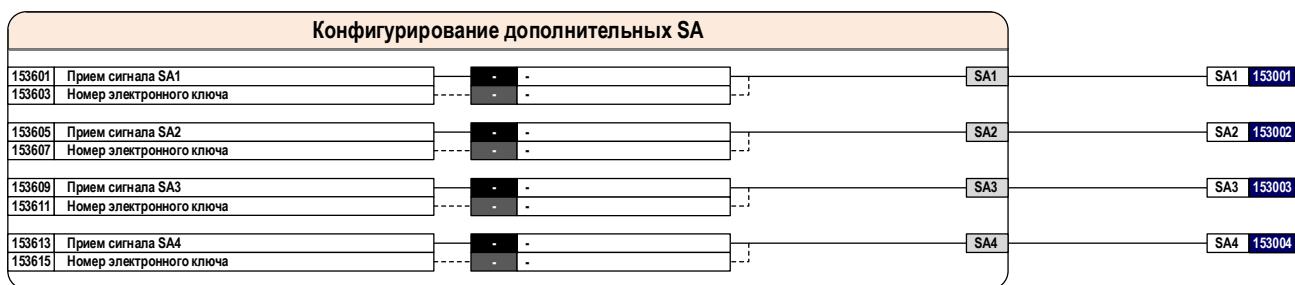 Конфигурирование дополнительных SA
153601 Прием сигнала SA1 - - SA1 SA1 153001
153603 Номер электронного ключа - -
153605 Прием сигнала SA2 - - SA2 SA2 153002
153607 Номер электронного ключа - -
153609 Прием сигнала SA3 - - SA3 SA3 153003
153611 Номер электронного ключа - -
153613 Прием сигнала SA4 - - SA4 SA4 153004
153615 Номер электронного ключа - -